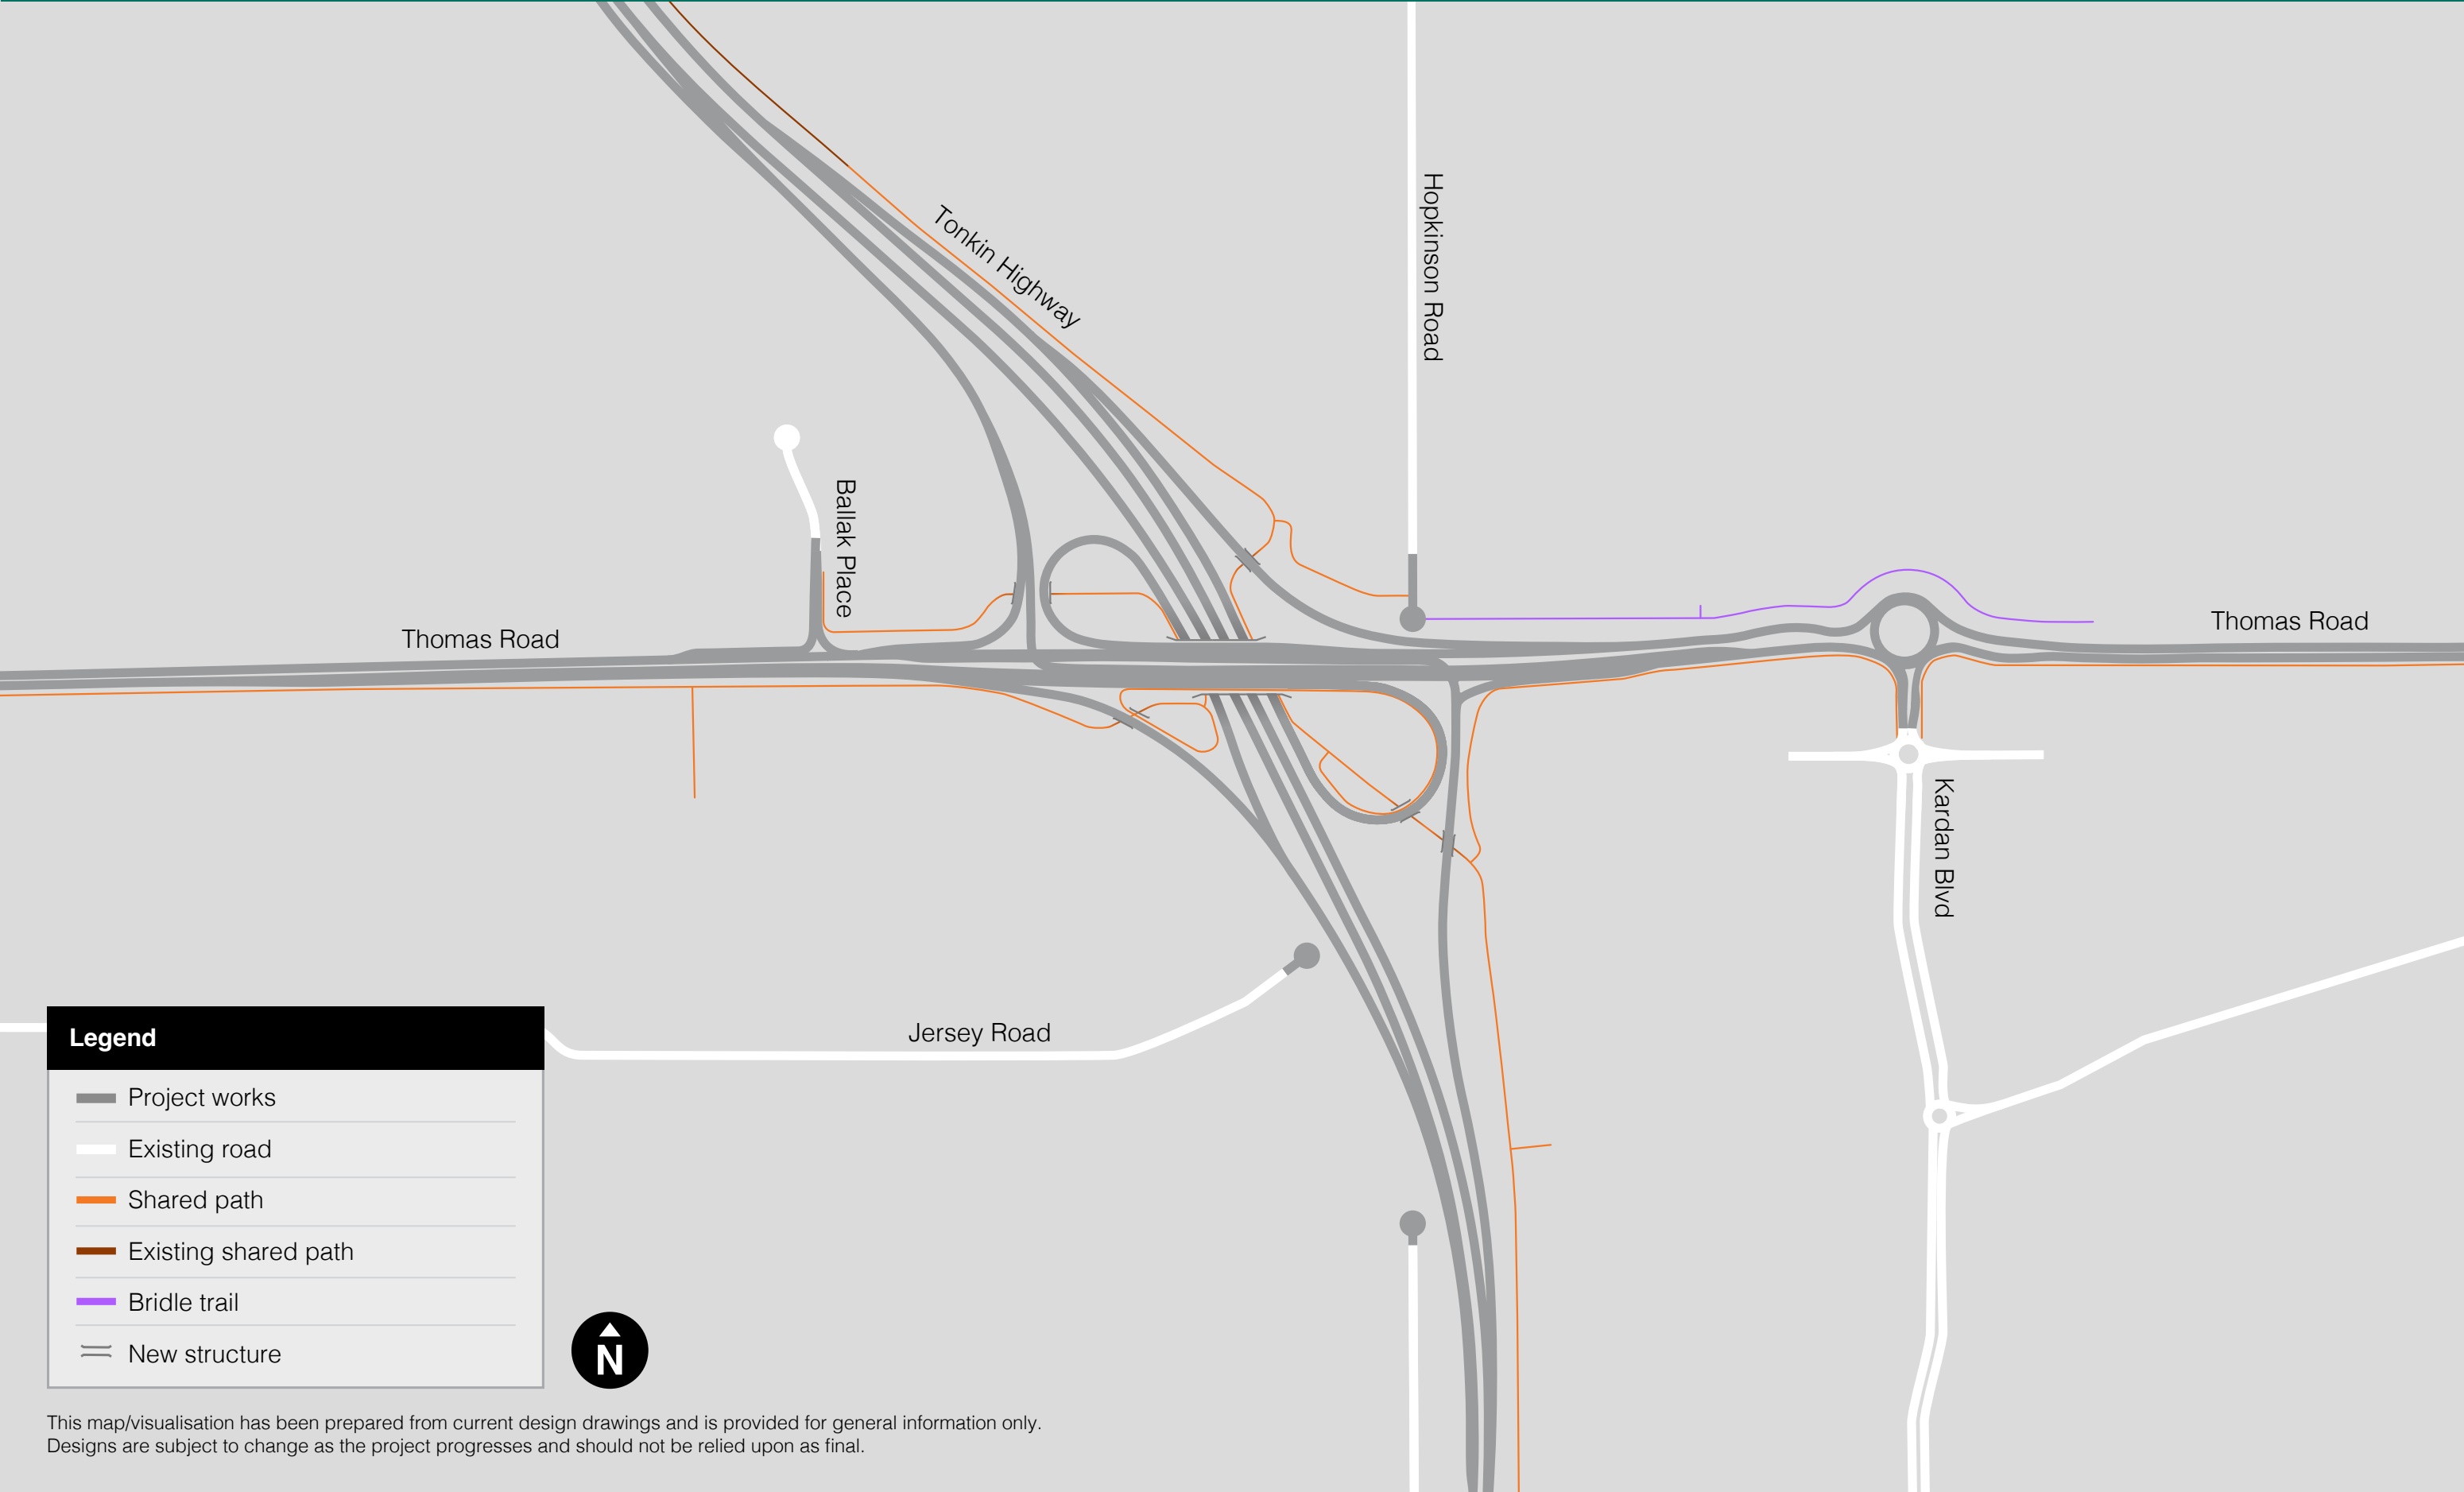 Tonkin Highway
Hopkinson Road
Ballak Place
Thomas Road
Thomas Road
Kardan Blvd
Jersey Road
Legend
Project works
Existing road
Shared path
Existing shared path
Bridle trail
New structure
N
This map/visualisation has been prepared from current design drawings and is provided for general information only.
Designs are subject to change as the project progresses and should not be relied upon as final.